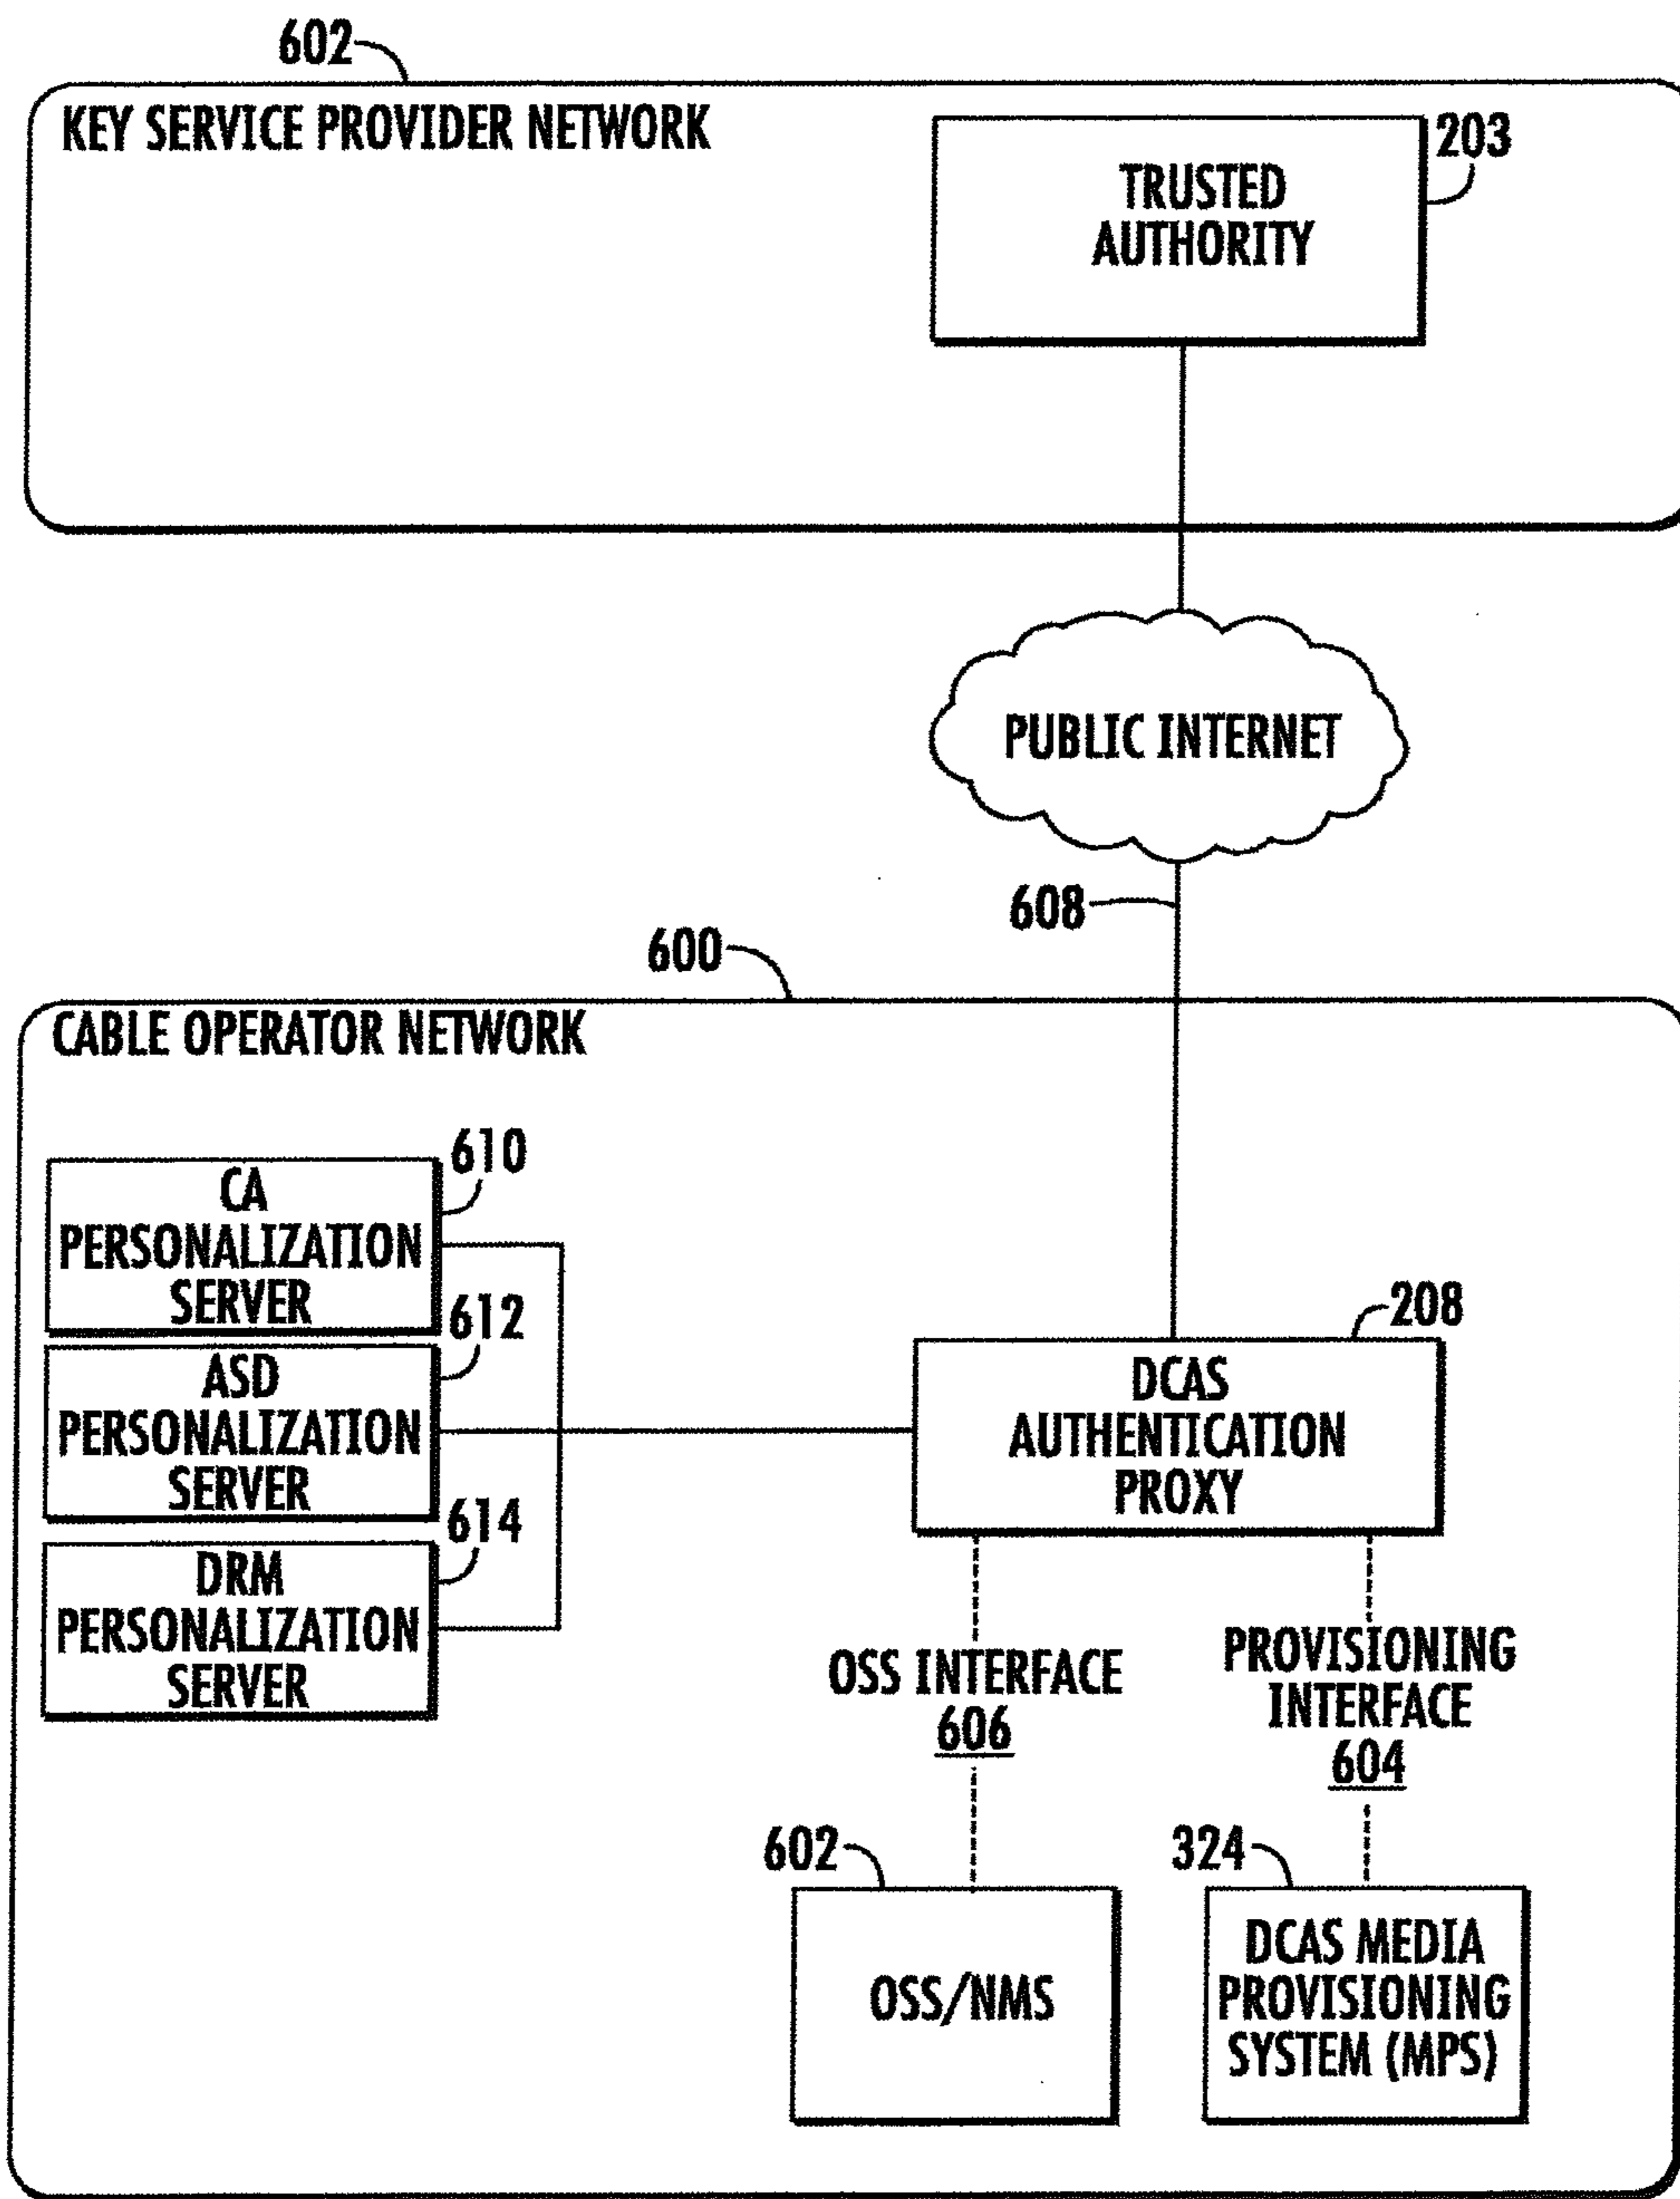 602
KEY SERVICE PROVIDER NETWORK
203
TRUSTED
AUTHORITY
PUBLIC INTERNET
608
600
CABLE OPERATOR NETWORK
610
CA
PERSONALIZATION
SERVER
612
ASD
PERSONALIZATION
SERVER
614
DRM
PERSONALIZATION
SERVER
208
DCAS
AUTHENTICATION
PROXY
OSS INTERFACE
606
PROVISIONING
INTERFACE
604
602
OSS/NMS
324
DCAS MEDIA
PROVISIONING
SYSTEM (MPS)